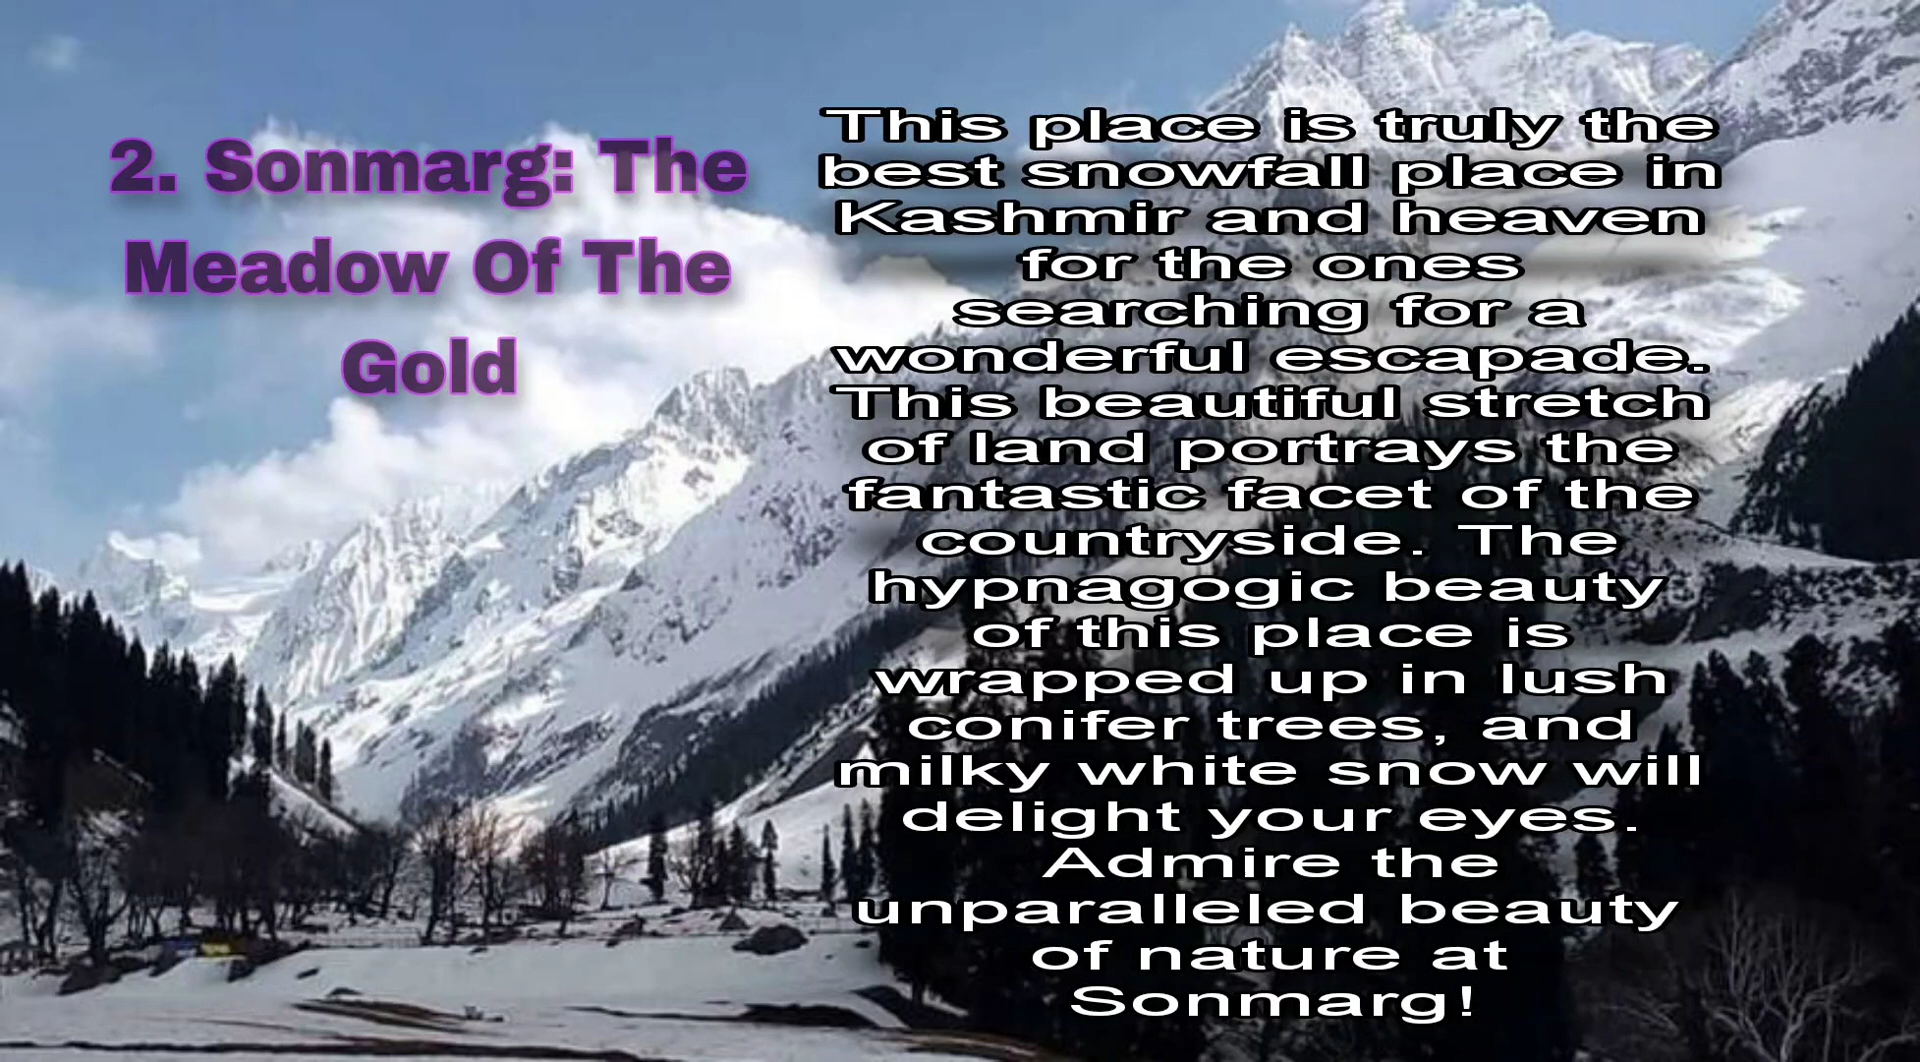 2. Sonmarg: The
Meadow Of The
Gold
This place is truly the
best snowfall place in
Kashmir and heaven
for the ones
searching for a
wonderful escapade.
This beautiful stretch
of land portrays the
fantastic facet of the
countryside. The
hypnagogic beauty
of this place is
wrapped up in lush
conifer trees, and
milky white snow will
delight your eyes.
Admire the
unparalleled beauty
of nature at
Sonmarg!